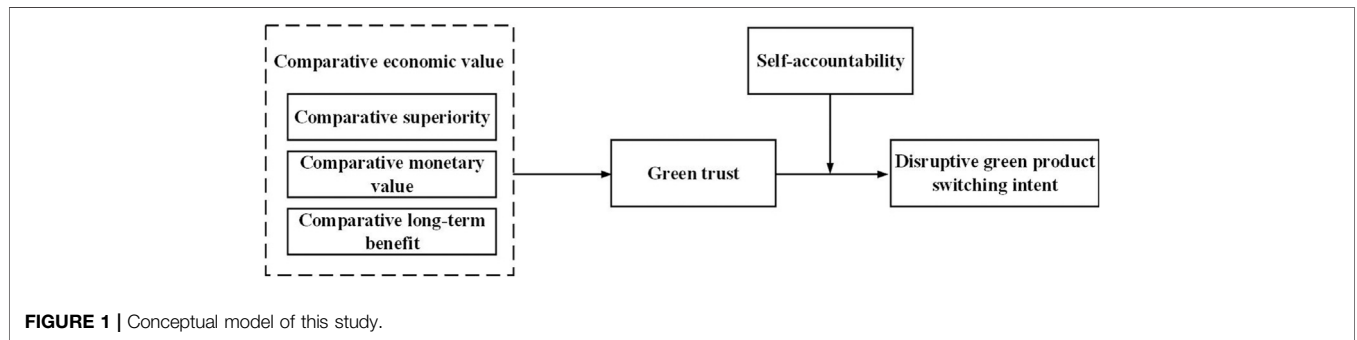 Comparative economic value
Comparative superiority
Comparative monetary
value
Comparative long-term
benefit
Green trust
Self-accountability
Disruptive green product
switching intent
FIGURE 1 | Conceptual model of this study.